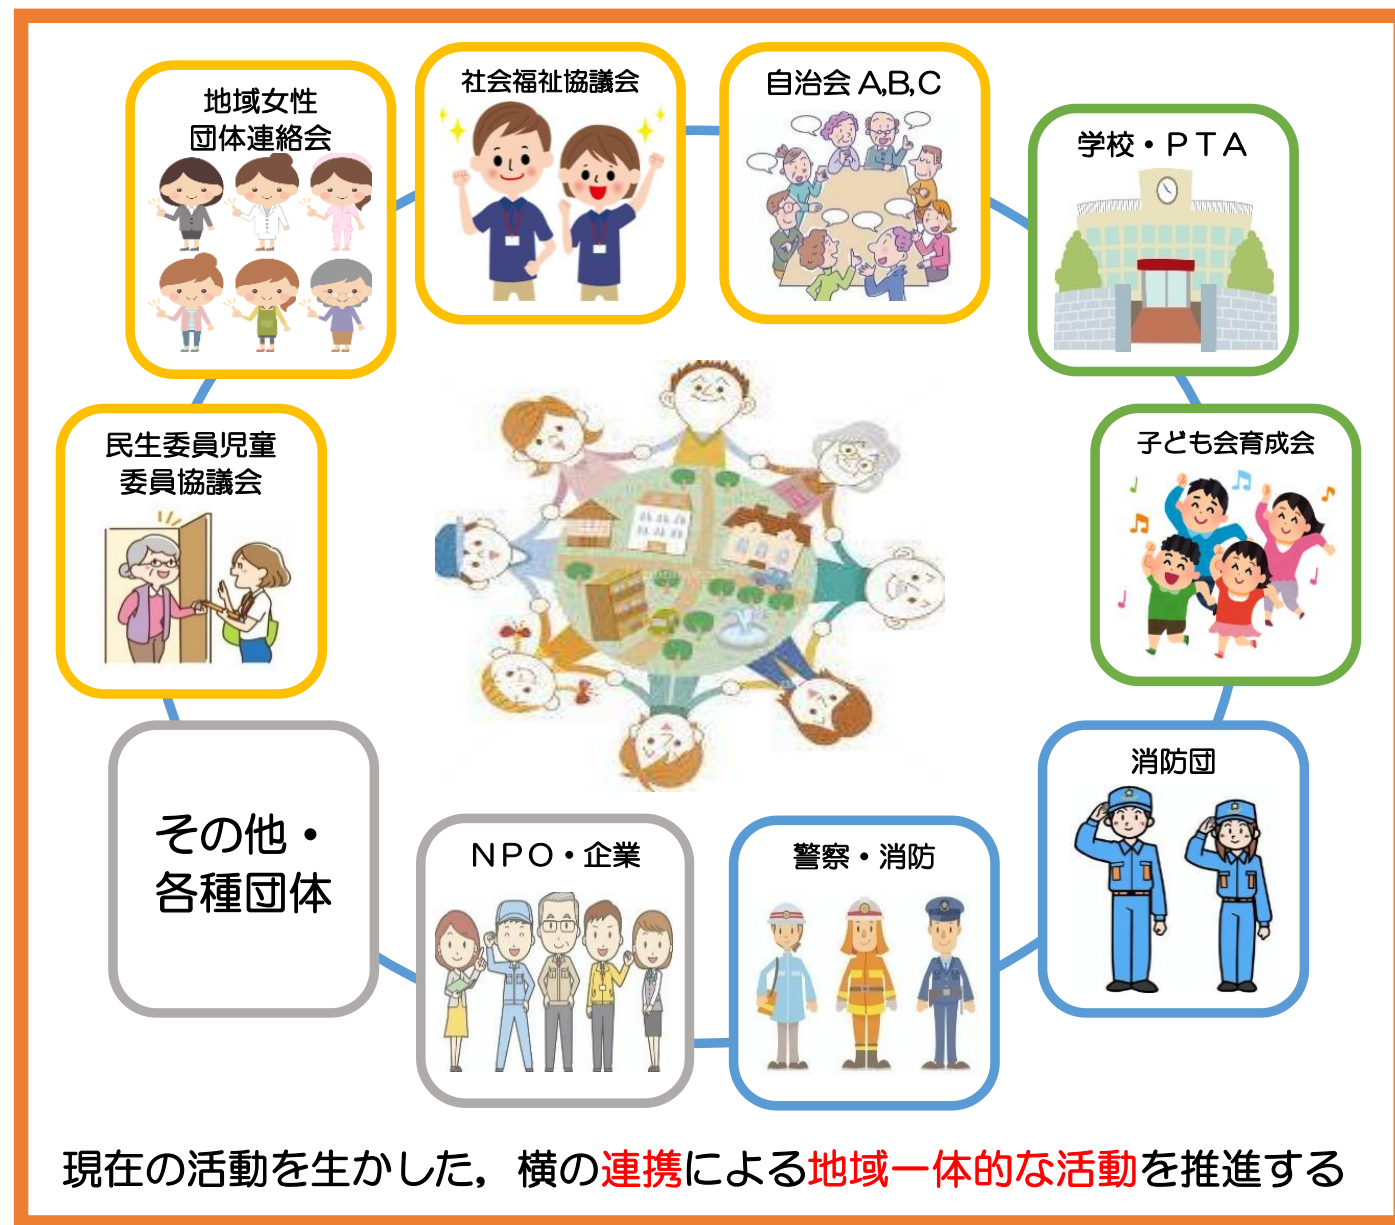 地域女性
団体連絡会
社会福祉協議会
自治会 A,B,C
学校・ＰＴＡ
民生委員児童
委員協議会
子ども会育成会
その他・
各種団体
ＮＰＯ・企業
警察・消防
消防団
現在の活動を生かした，横の連携による地域一体的な活動を推進する